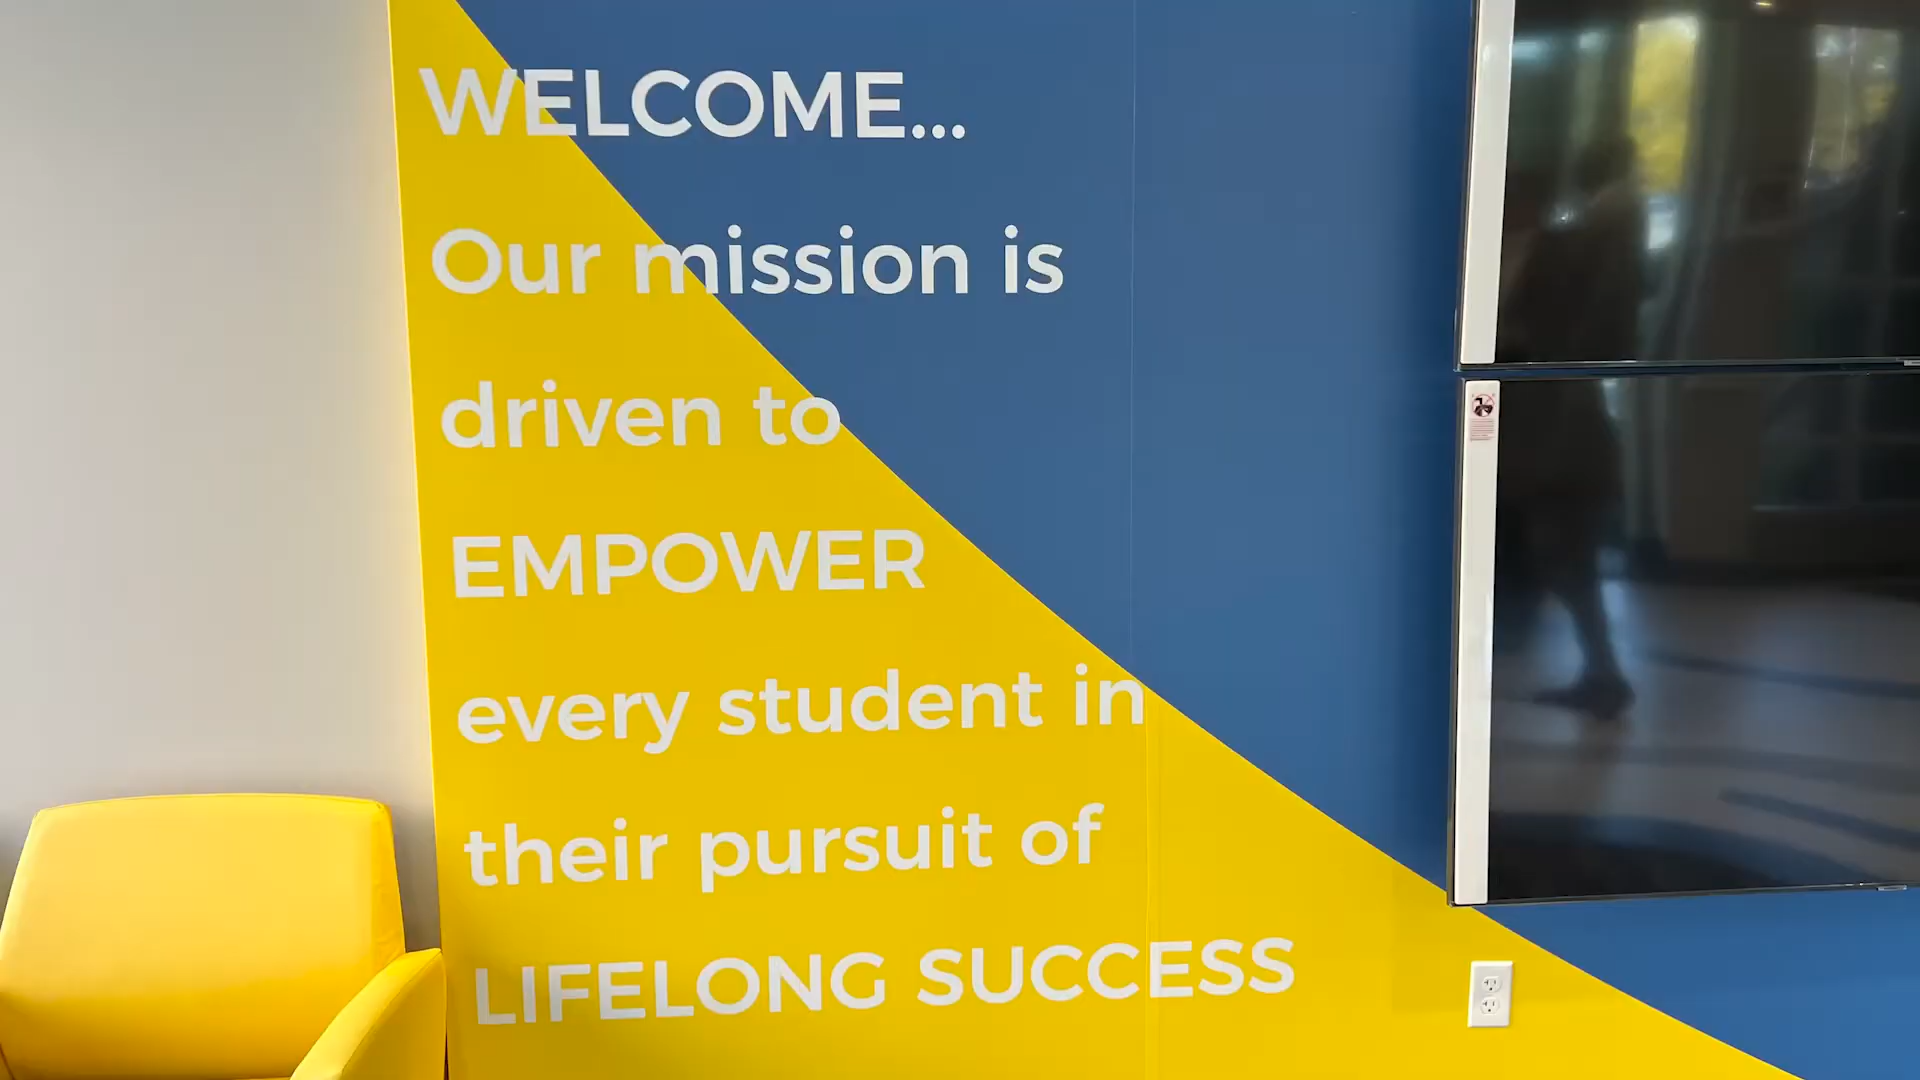 WELCOME...
Our mission is
driven to
EMPOWER
every student in
their pursuit of
LIFELONG SUCCESS